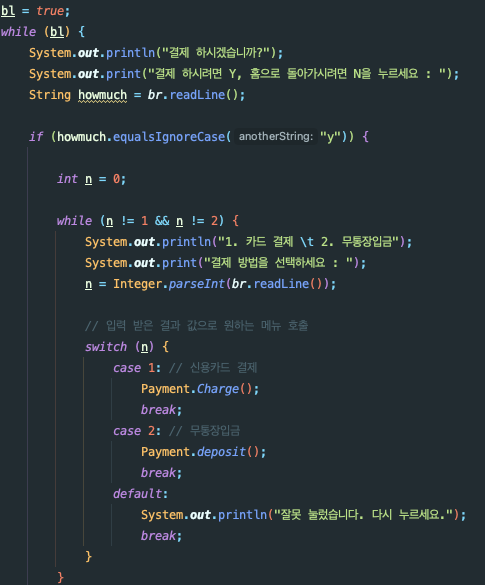 bl = true;
while (bl) {
    System.out.println("결제 하시겠습니까?");
    System.out.print("결제 하시려면 Y, 홈으로 돌아가시려면 N을 누르세요 : ");
    String howmuch = br.readLine();
    if (howmuch.equalsIgnoreCase( anotherString: "y")) {
        int n = 0;
        while (n != 1 && n != 2) {
            System.out.println("1. 카드 결제 \t 2. 무통장입금");
            System.out.print("결제 방법을 선택하세요 : ");
            n = Integer.parseInt(br.readLine());
            // 입력 받은 결과 값으로 원하는 메뉴 호출
            switch (n) {
                case 1: // 신용카드 결제
                    Payment.Charge();
                    break;
                case 2: // 무통장입금
                    Payment.deposit();
                    break;
                default:
                    System.out.println("잘못 눌렀습니다. 다시 누르세요.");
                    break;
            }
        }